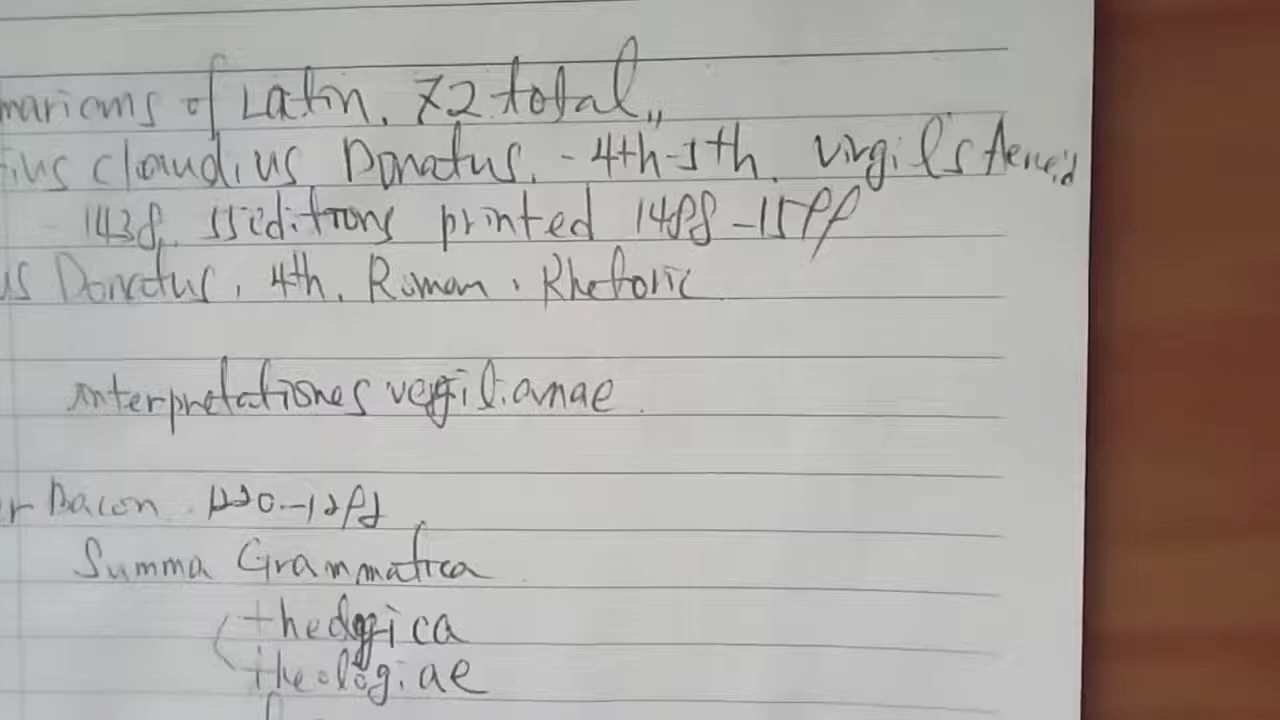 marians of Latin. 72 total,,
ius claudius Donatus. - 4th-5th. Virgil's Aeneid
- 1438, 55 editions printed 1488 - 1599
us Donatus, 4th. Roman. Rhetoric
interpretationes vergilianae.
r Bacon. 1220-1292
Summa Grammatica
theologica
theologiae